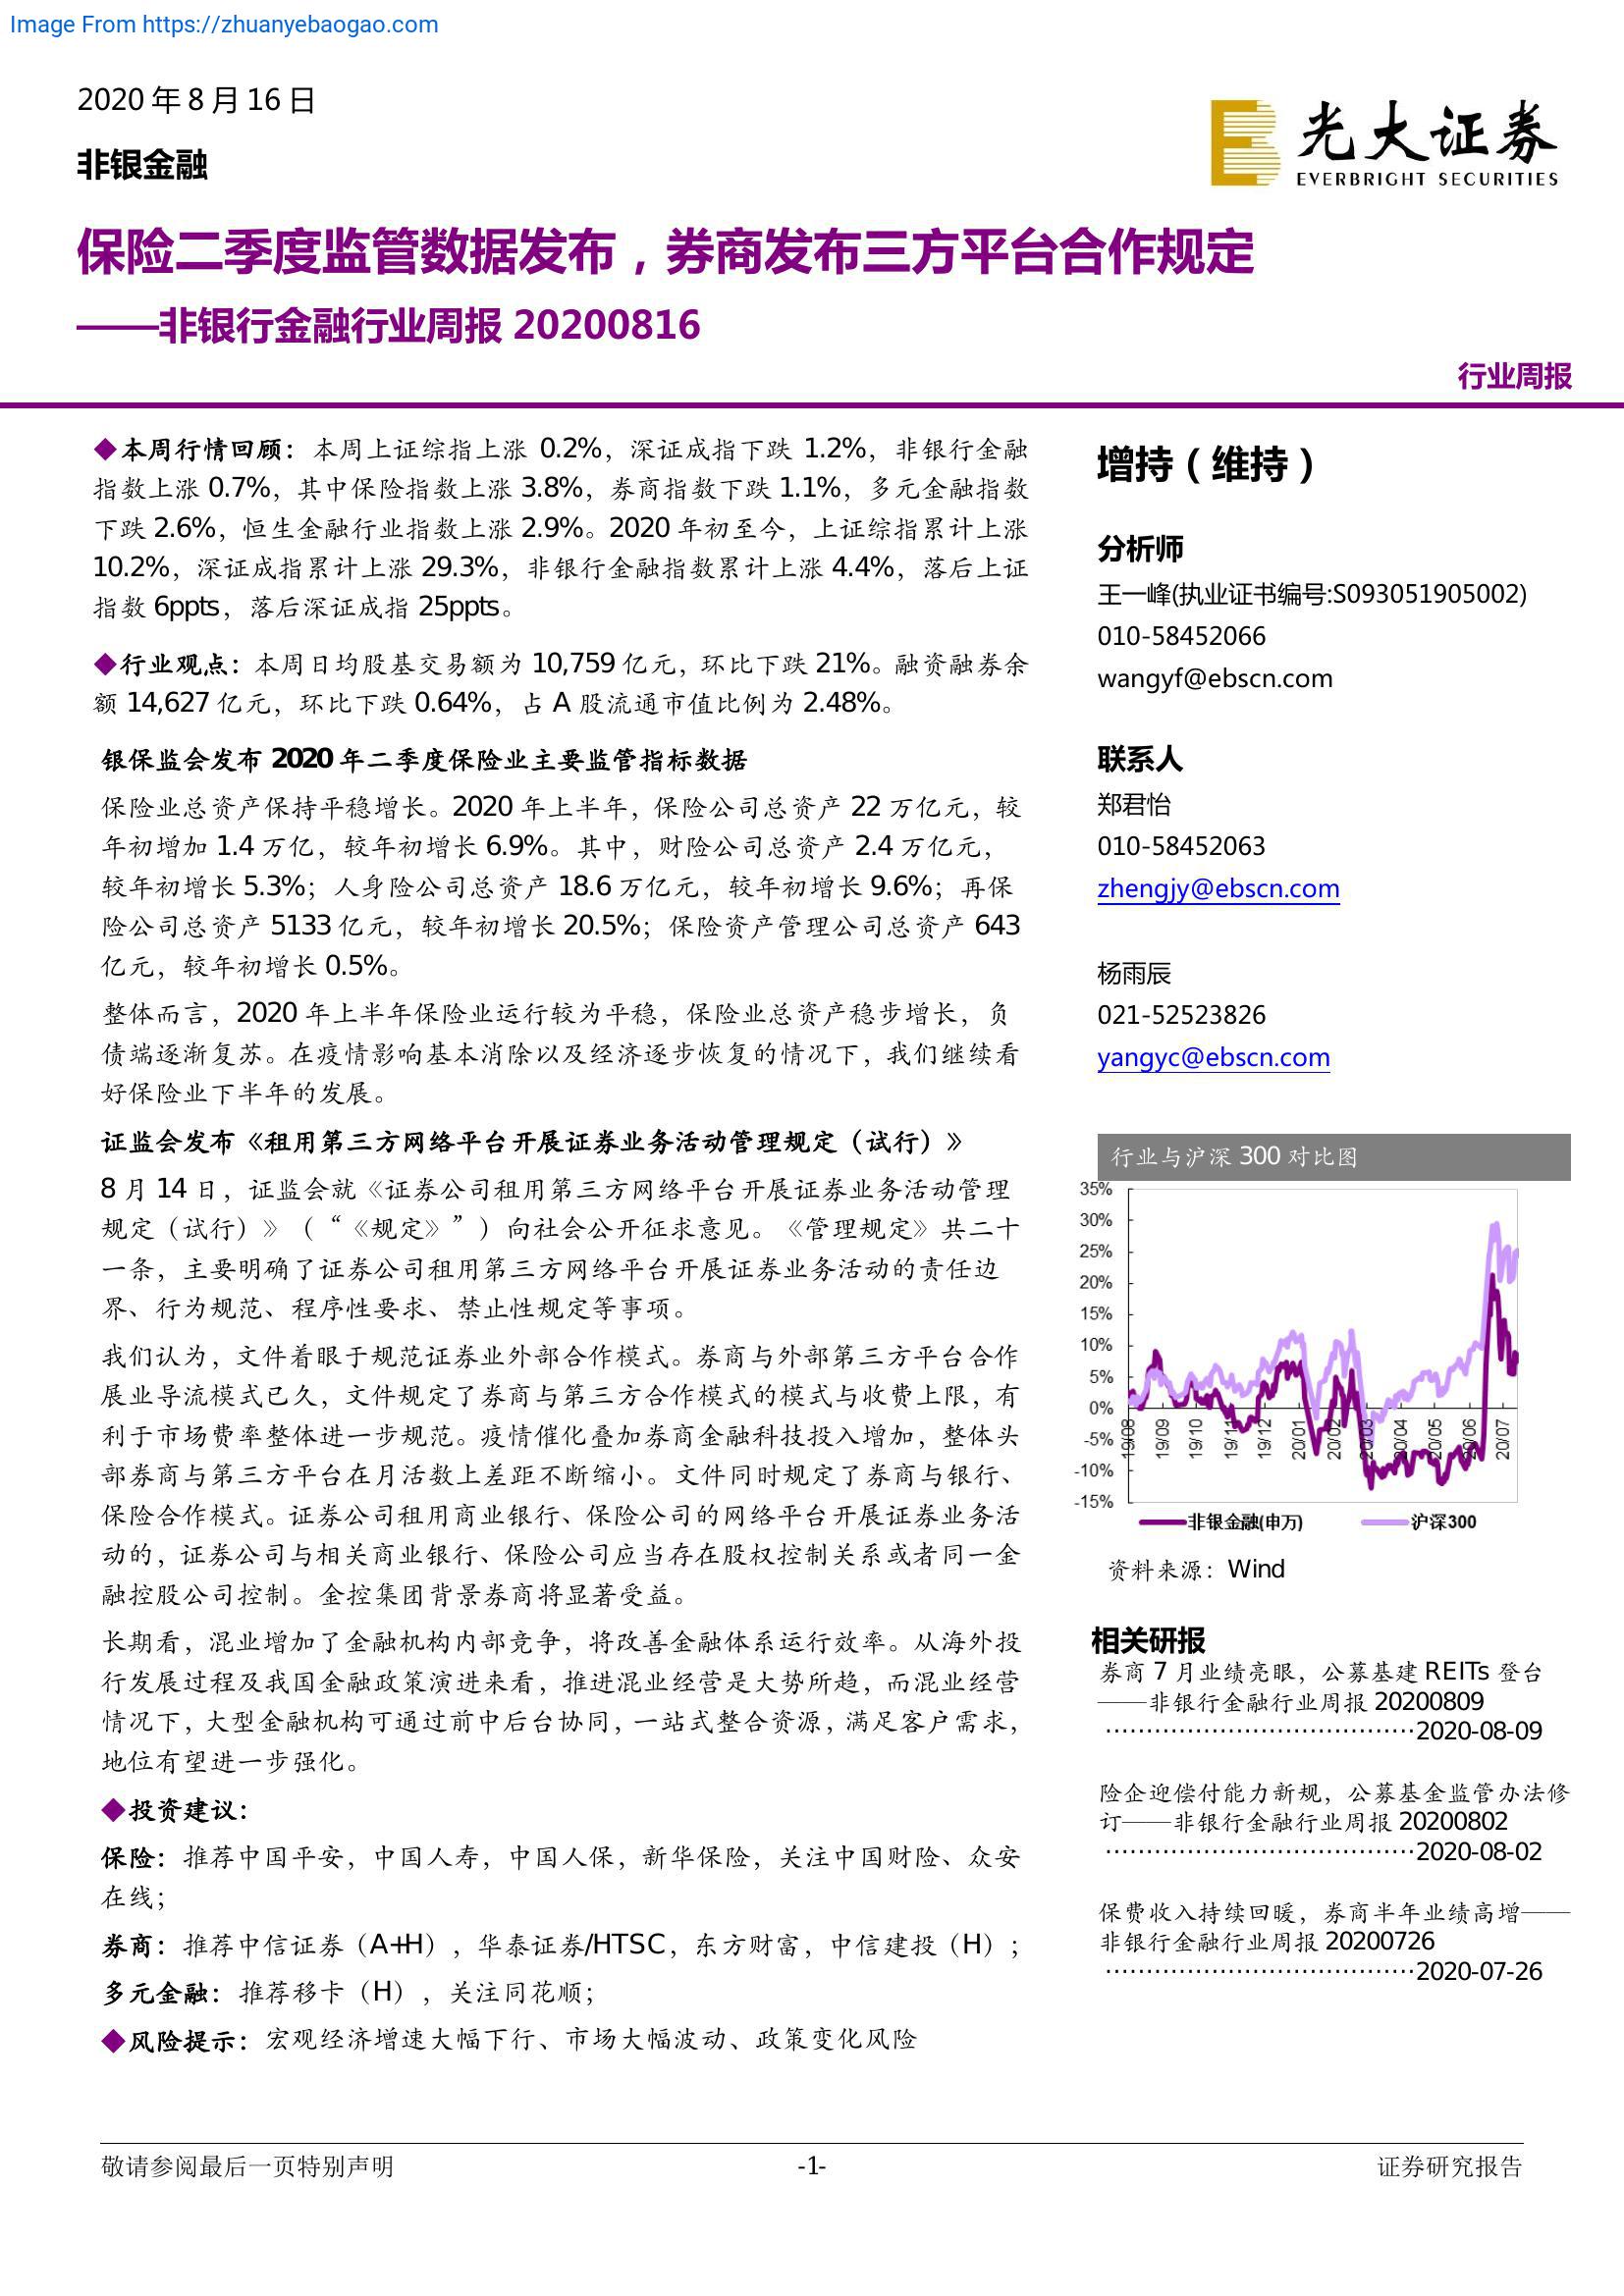 Image From https://zhuanyebaogao.com
2020 年 8 月 16 日
非银金融
光大证券
EVERBRIGHT SECURITIES
保险二季度监管数据发布，券商发布三方平台合作规定
——非银行金融行业周报 20200816
行业周报
◆本周行情回顾：本周上证综指上涨 0.2%，深证成指下跌 1.2%，非银行金融
指数上涨 0.7%，其中保险指数上涨 3.8%，券商指数下跌 1.1%，多元金融指数
下跌 2.6%，恒生金融行业指数上涨 2.9%。2020 年初至今，上证综指累计上涨
10.2%，深证成指累计上涨 29.3%，非银行金融指数累计上涨 4.4%，落后上证
指数 6ppts，落后深证成指 25ppts。
◆行业观点：本周日均股基交易额为 10,759 亿元，环比下跌 21%。融资融券余
额 14,627 亿元，环比下跌 0.64%，占 A 股流通市值比例为 2.48%。
银保监会发布 2020 年二季度保险业主要监管指标数据
保险业总资产保持平稳增长。2020 年上半年，保险公司总资产 22 万亿元，较
年初增加 1.4 万亿，较年初增长 6.9%。其中，财险公司总资产 2.4 万亿元，
较年初增长 5.3%；人身险公司总资产 18.6 万亿元，较年初增长 9.6%；再保
险公司总资产 5133 亿元，较年初增长 20.5%；保险资产管理公司总资产 643
亿元，较年初增长 0.5%。
整体而言，2020 年上半年保险业运行较为平稳，保险业总资产稳步增长，负
债端逐渐复苏。在疫情影响基本消除以及经济逐步恢复的情况下，我们继续看
好保险业下半年的发展。
证监会发布《租用第三方网络平台开展证券业务活动管理规定（试行）》
8 月 14 日，证监会就《证券公司租用第三方网络平台开展证券业务活动管理
规定（试行）》（“《规定》”）向社会公开征求意见。《管理规定》共二十
一条，主要明确了证券公司租用第三方网络平台开展证券业务活动的责任边
界、行为规范、程序性要求、禁止性规定等事项。
我们认为，文件着眼于规范证券业外部合作模式。券商与外部第三方平台合作
展业导流模式已久，文件规定了券商与第三方合作模式的模式与收费上限，有
利于市场费率整体进一步规范。疫情催化叠加券商金融科技投入增加，整体头
部券商与第三方平台在月活数上差距不断缩小。文件同时规定了券商与银行、
保险合作模式。证券公司租用商业银行、保险公司的网络平台开展证券业务活
动的，证券公司与相关商业银行、保险公司应当存在股权控制关系或者同一金
融控股公司控制。金控集团背景券商将显著受益。
长期看，混业增加了金融机构内部竞争，将改善金融体系运行效率。从海外投
行发展过程及我国金融政策演进来看，推进混业经营是大势所趋，而混业经营
情况下，大型金融机构可通过前中后台协同，一站式整合资源，满足客户需求，
地位有望进一步强化。
◆投资建议：
保险：推荐中国平安，中国人寿，中国人保，新华保险，关注中国财险、众安
在线；
券商：推荐中信证券（A+H），华泰证券/HTSC，东方财富，中信建投（H）；
多元金融：推荐移卡（H），关注同花顺；
◆风险提示：宏观经济增速大幅下行、市场大幅波动、政策变化风险
增持（维持）
分析师
王一峰(执业证书编号:S093051905002)
010-58452066
wangyf@ebscn.com
联系人
郑君怡
010-58452063
zhengjy@ebscn.com
杨雨辰
021-52523826
yangyc@ebscn.com
行业与沪深 300 对比图
35%
30%
25%
20%
15%
10%
5%
0%
-5%
-10%
-15%
19/08 19/09 19/10 19/11 19/12 20/01 20/02 20/03 20/04 20/05 20/06 20/07
非银金融(申万) 沪深300
资料来源：Wind
相关研报
券商 7 月业绩亮眼，公募基建 REITs 登台
——非银行金融行业周报 20200809
······································2020-08-09
险企迎偿付能力新规，公募基金监管办法修
订——非银行金融行业周报 20200802
······································2020-08-02
保费收入持续回暖，券商半年业绩高增——
非银行金融行业周报 20200726
······································2020-07-26
敬请参阅最后一页特别声明 -1- 证券研究报告